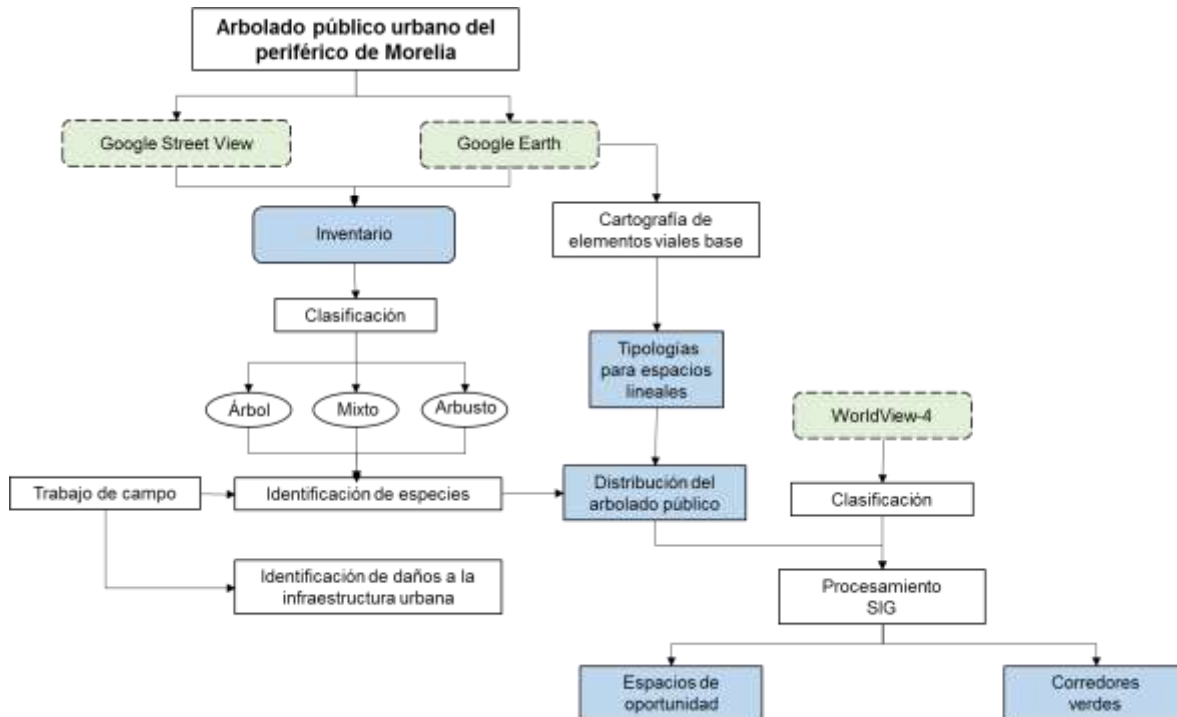 Arbolado público urbano del
periférico de Morelia
Google Street View
Google Earth
Inventario
Cartografía de
elementos viales base
Clasificación
Tipologías
para espacios
lineales
Árbol
Mixto
Arbusto
WorldView-4
Trabajo de campo
Identificación de especies
Distribución del
arbolado público
Clasificación
Identificación de daños a la
infraestructura urbana
Procesamiento
SIG
Espacios de
oportunidad
Corredores
verdes